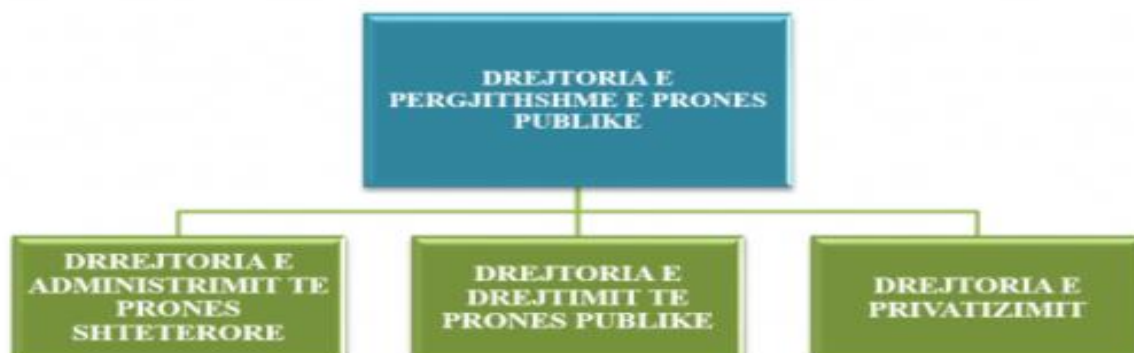 DREJTORIA E
PERGJITHSHME E PRONES
PUBLIKE
DRREJTORIA E
ADMINISTRIMIT TE
PRONES
SHTETERORE
DREJTORIA E
DREJTIMIT TE
PRONES PUBLIKE
DREJTORIA E
PRIVATIZIMIT